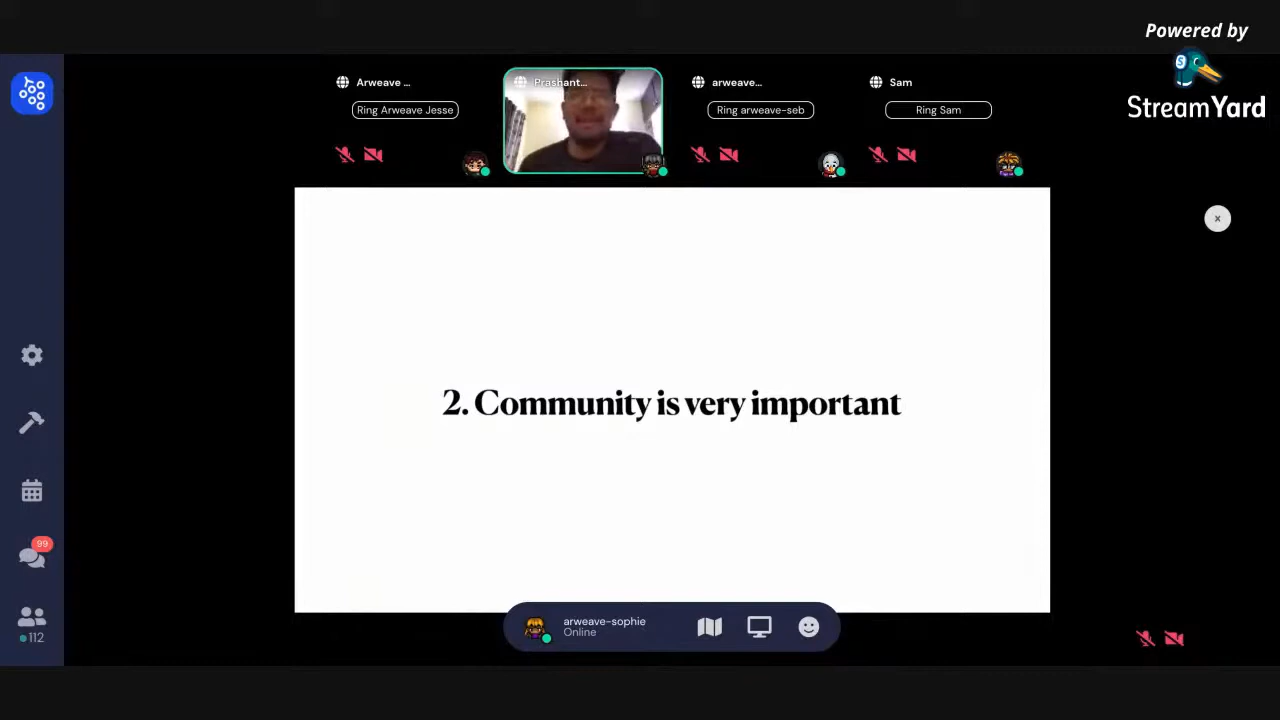 Powered by
StreamYard
Arweave ...
Prashant...
arweave...
Sam
Ring Arweave Jesse
Ring arweave-seb
Ring Sam
2. Community is very important
99
112
arweave-sophie
Online